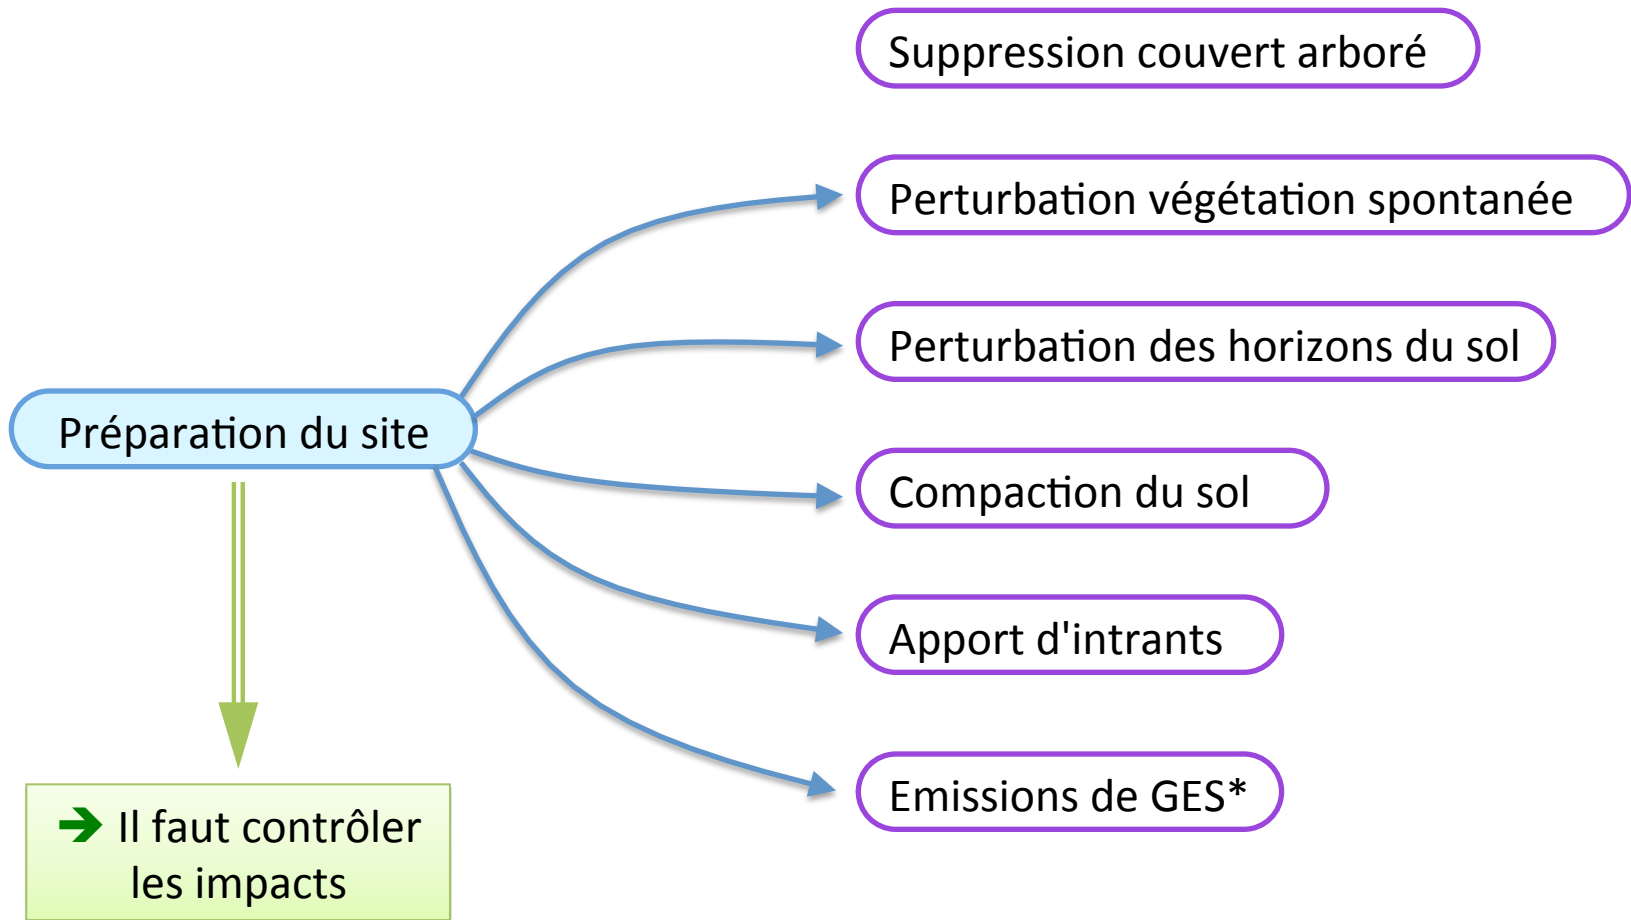 Suppression couvert arboré
Perturbation végétation spontanée
Perturbation des horizons du sol
Préparation du site
Compaction du sol
Apport d'intrants
Emissions de GES*
➔ Il faut contrôler
les impacts